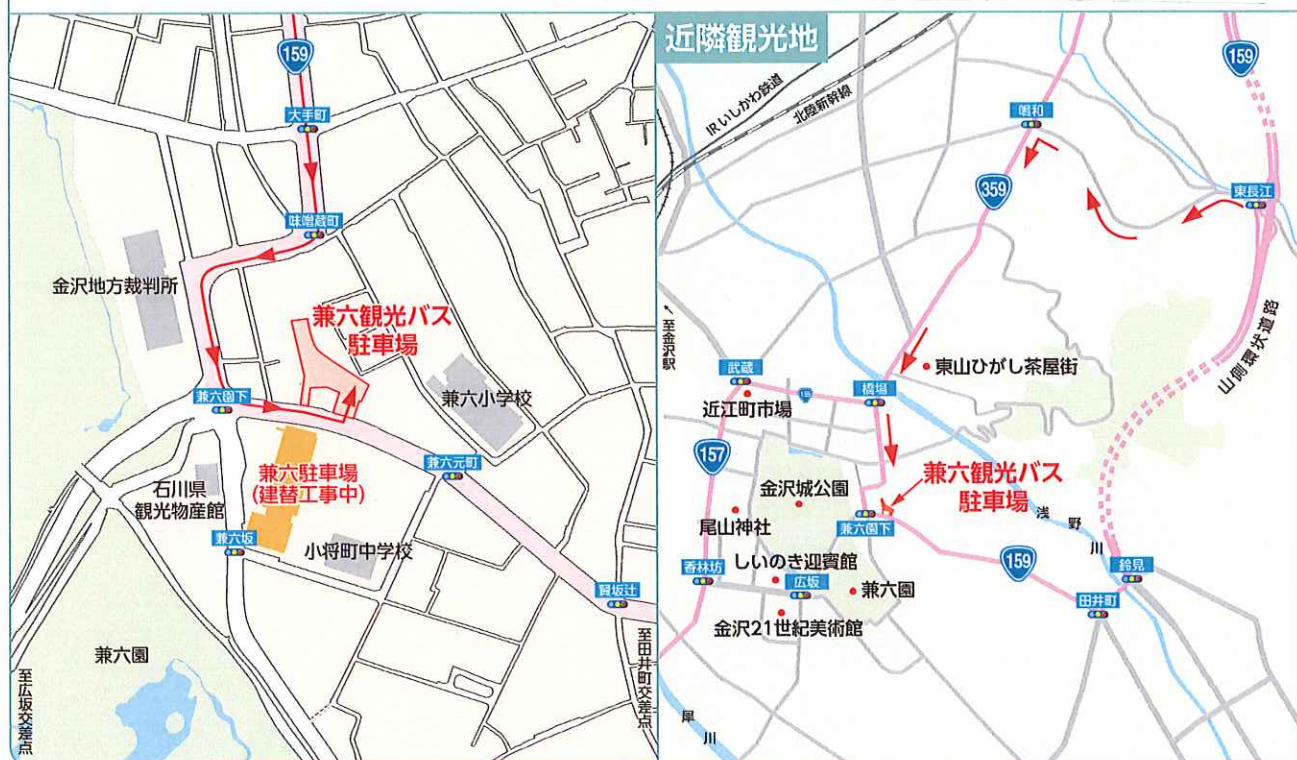 159
大手町
味噌蔵町
金沢地方裁判所
兼六観光バス
駐車場
兼六小学校
兼六園下
兼六駐車場
(建替工事中)
石川県
観光物産館
兼六元町
兼六坂
小将町中学校
賢坂辻
兼六園
至広坂交差点
至田井町交差点
近隣観光地
IRいしかわ鉄道
北陸新幹線
159
鳴和
359
東長江
山側環状道路
←至金沢駅
東山ひがし茶屋街
武蔵
橋場
近江町市場
159
157
兼六観光バス
駐車場
金沢城公園
尾山神社
兼六園下
浅野川
しいのき迎賓館
159
鈴見
香林坊
広坂
兼六園
田井町
金沢21世紀美術館
犀川